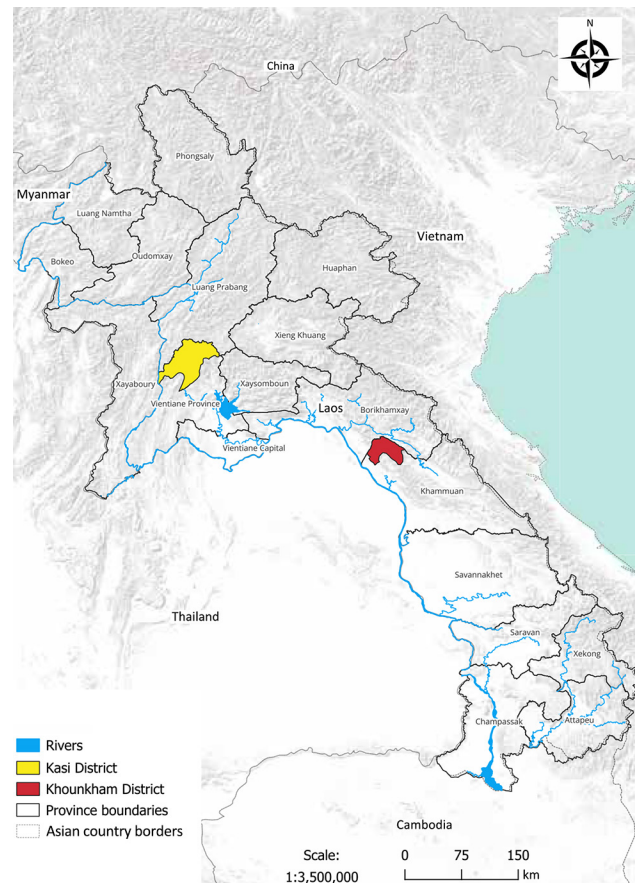 N
China
Phongsaly
Myanmar
Luang Namtha
Vietnam
Oudomxay
Bokeo
Huaphan
Luang Prabang
Xieng Khuang
Xayaboury
Xaysomboun
Vientiane Province
Laos
Borikhamxay
Vientiane Capital
Khammuan
Savannakhet
Thailand
Saravan
Xekong
Champassak
Attapeu
Rivers
Kasi District
Khounkham District
Province boundaries
Asian country borders
Cambodia
Scale:
0 75 150
1:3,500,000
km